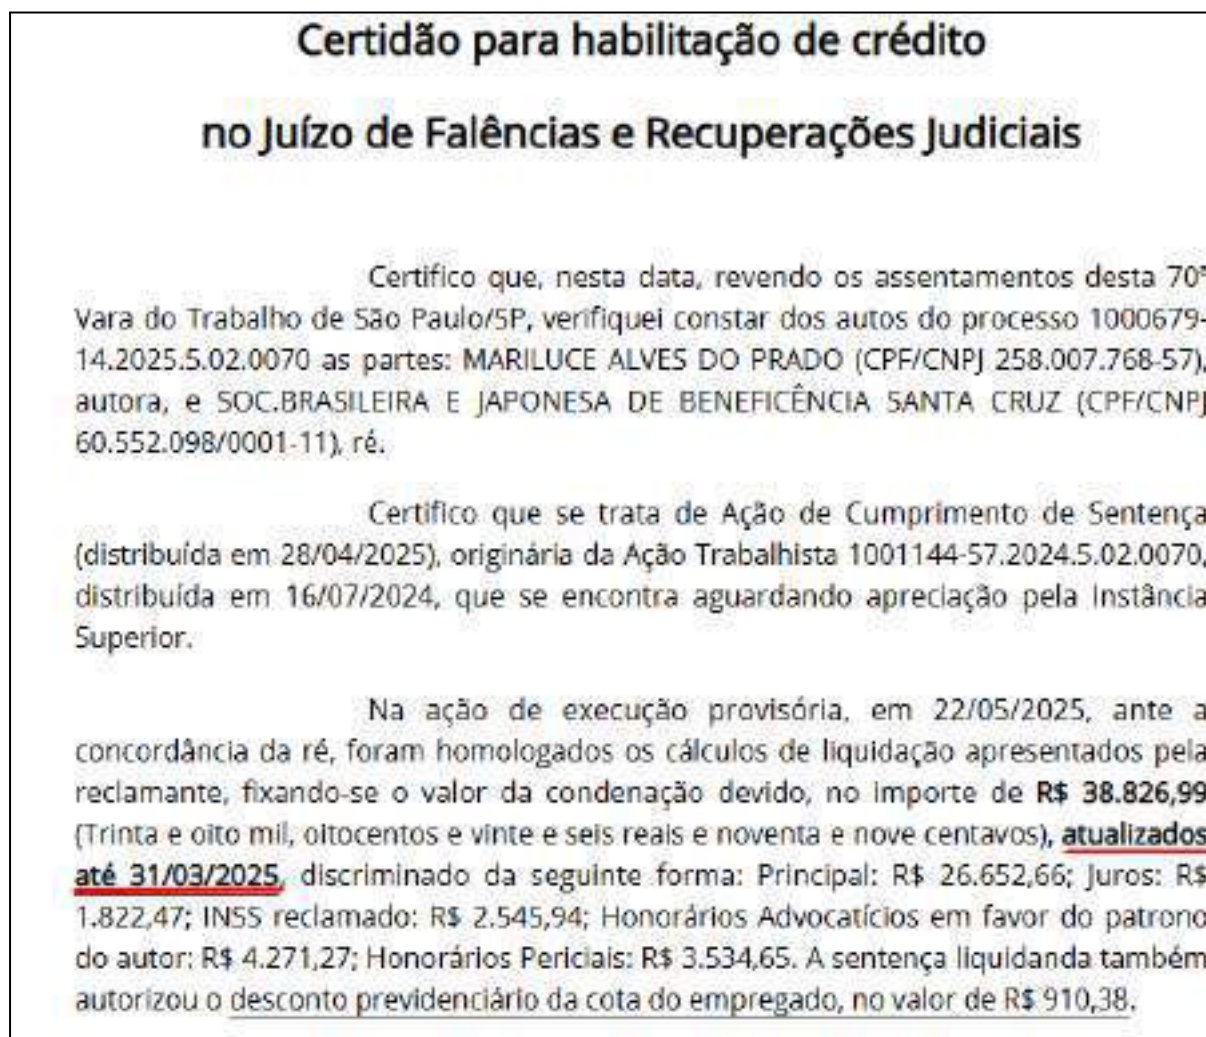 Certidão para habilitação de crédito
no Juízo de Falências e Recuperações Judiciais
Certifico que, nesta data, revendo os assentamentos desta 70ª
Vara do Trabalho de São Paulo/SP, verifiquei constar dos autos do processo 1000679-
14.2025.5.02.0070 as partes: MARILUCE ALVES DO PRADO (CPF/CNPJ 258.007.768-57),
autora, e SOC.BRASILEIRA E JAPONESA DE BENEFICÊNCIA SANTA CRUZ (CPF/CNPJ
60.552.098/0001-11), ré.
Certifico que se trata de Ação de Cumprimento de Sentença
(distribuída em 28/04/2025), originária da Ação Trabalhista 1001144-57.2024.5.02.0070,
distribuída em 16/07/2024, que se encontra aguardando apreciação pela Instância
Superior.
Na ação de execução provisória, em 22/05/2025, ante a
concordância da ré, foram homologados os cálculos de liquidação apresentados pela
reclamante, fixando-se o valor da condenação devido, no importe de R$ 38.826,99
(Trinta e oito mil, oitocentos e vinte e seis reais e noventa e nove centavos), atualizados
até 31/03/2025, discriminado da seguinte forma: Principal: R$ 26.652,66; Juros: R$
1.822,47; INSS reclamado: R$ 2.545,94; Honorários Advocatícios em favor do patrono
do autor: R$ 4.271,27; Honorários Periciais: R$ 3.534,65. A sentença liquidanda também
autorizou o desconto previdenciário da cota do empregado, no valor de R$ 910,38.